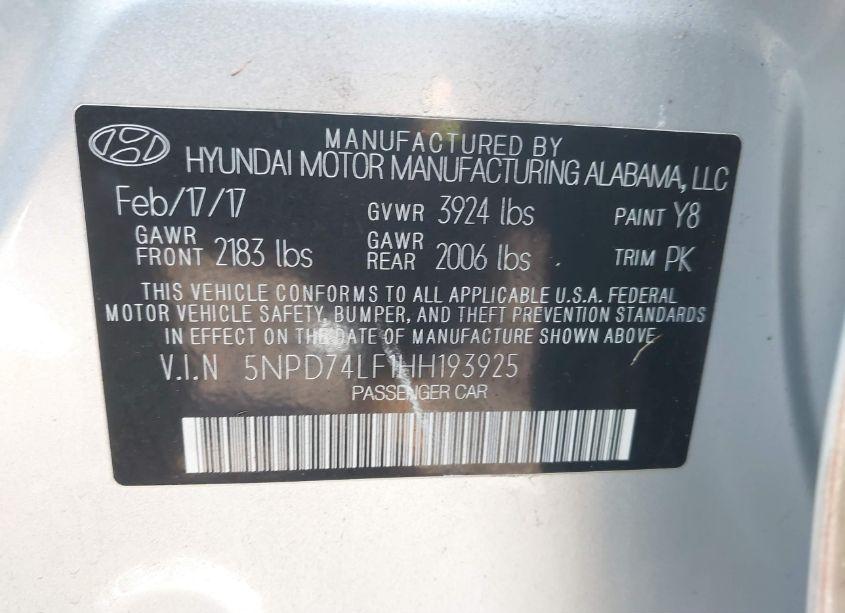 MANUFACTURED BY
HYUNDAI MOTOR MANUFACTURING ALABAMA, LLC
Feb/17/17 GVWR 3924 lbs PAINT Y8
GAWR FRONT 2183 lbs GAWR REAR 2006 lbs TRIM PK
THIS VEHICLE CONFORMS TO ALL APPLICABLE U.S.A. FEDERAL
MOTOR VEHICLE SAFETY, BUMPER, AND THEFT PREVENTION STANDARDS
IN EFFECT ON THE DATE OF MANUFACTURE SHOWN ABOVE.
V.I.N 5NPD74LF1HH193925
PASSENGER CAR